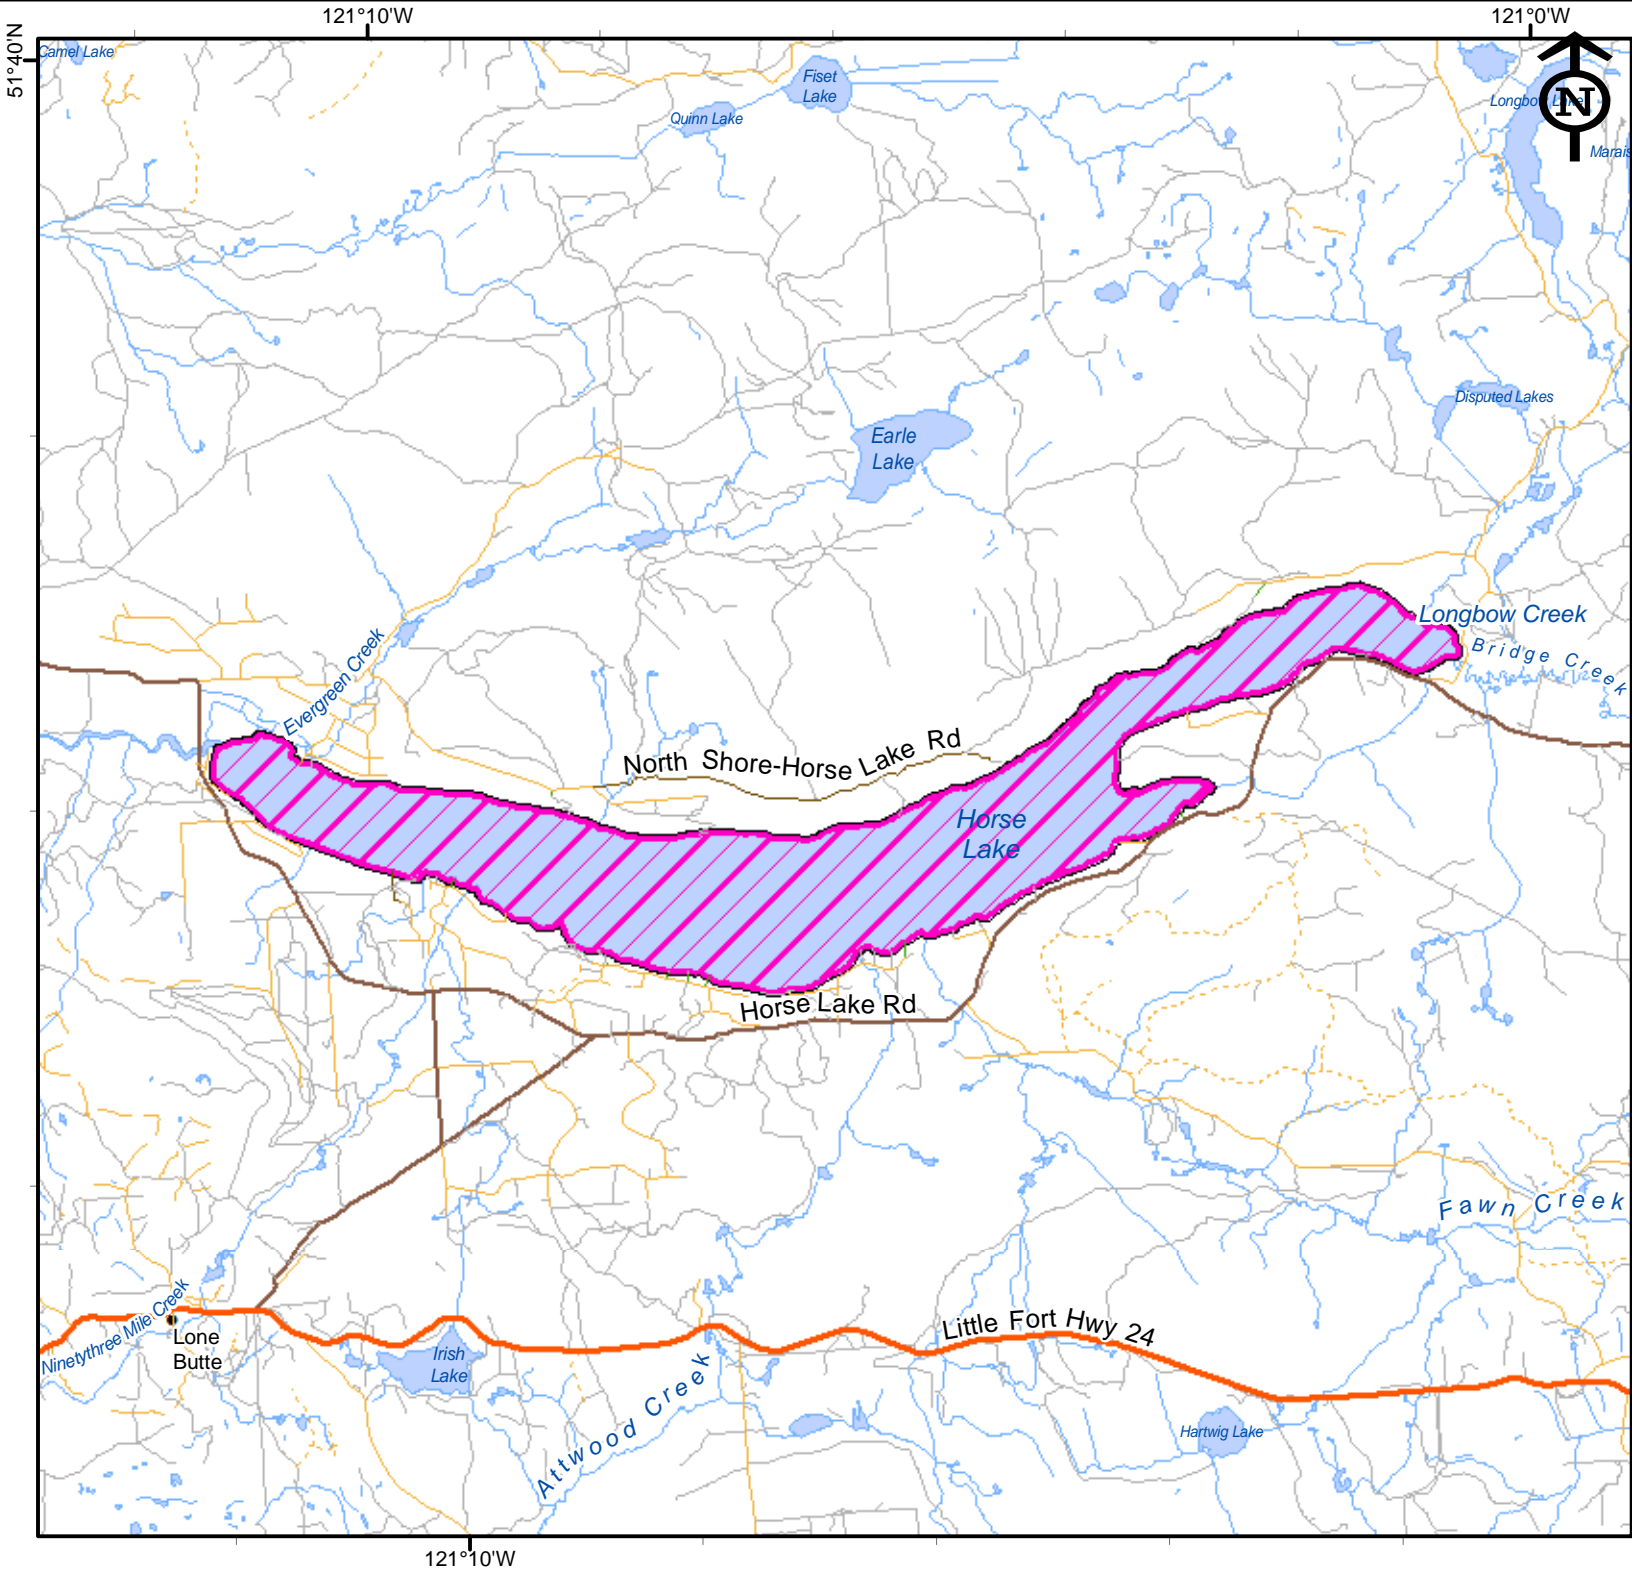 121°10'W
121°0'W
51°40'N
Camel Lake
Fiset
Lake
Quinn Lake
Longbow Lake
N
Marais
Disputed Lakes
Earle
Lake
Longbow Creek
Bridge Creek
Evergreen Creek
North Shore-Horse Lake Rd
Horse
Lake
Horse Lake Rd
Fawn Creek
Ninetythree Mile Creek
Lone
Butte
Irish
Lake
Little Fort Hwy 24
Attwood Creek
Hartwig Lake
121°10'W